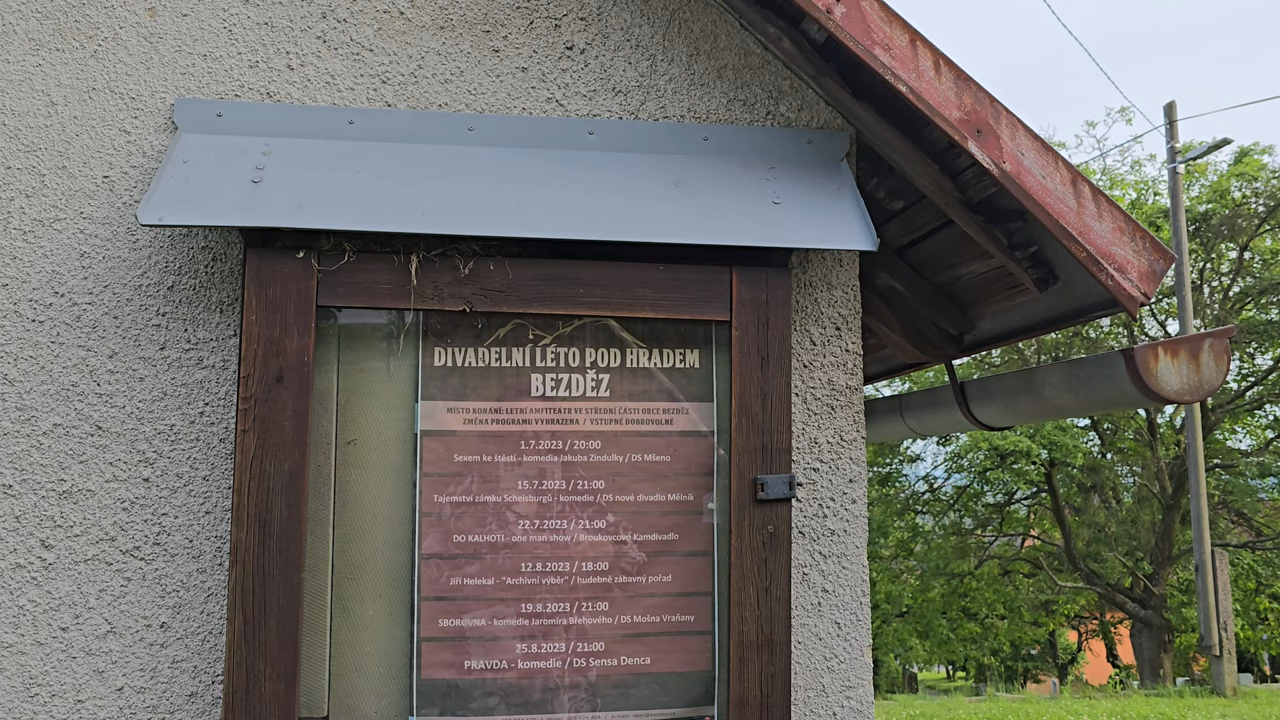 DIVADELNÍ LÉTO POD HRADEM
BEZDĚZ
MÍSTO KONÁNÍ: LETNÍ AMFITEÁTR VE STŘEDNÍ ČÁSTI OBCE BEZDĚZ
ZMĚNA PROGRAMU VYHRAZENA / VSTUPNÉ DOBROVOLNÉ
1.7.2023 / 20:00
Sexem ke štěstí - komedia Jakuba Zindulky / DS Mšeno
15.7.2023 / 21:00
Tajemství zámku Scheisburgů - komedie / DS nové divadlo Mělník
22.7.2023 / 21:00
DO KALHOT! - one man show / Broukovcovo Kamdivadlo
12.8.2023 / 18:00
Jiří Helekal - "Archivní výběr" / hudebně zábavný pořad
19.8.2023 / 21:00
SBOROVNA - komedie Jaromíra Břehového / DS Mošna Vraňany
25.8.2023 / 21:00
PRAVDA - komedie / DS Sensa Denca